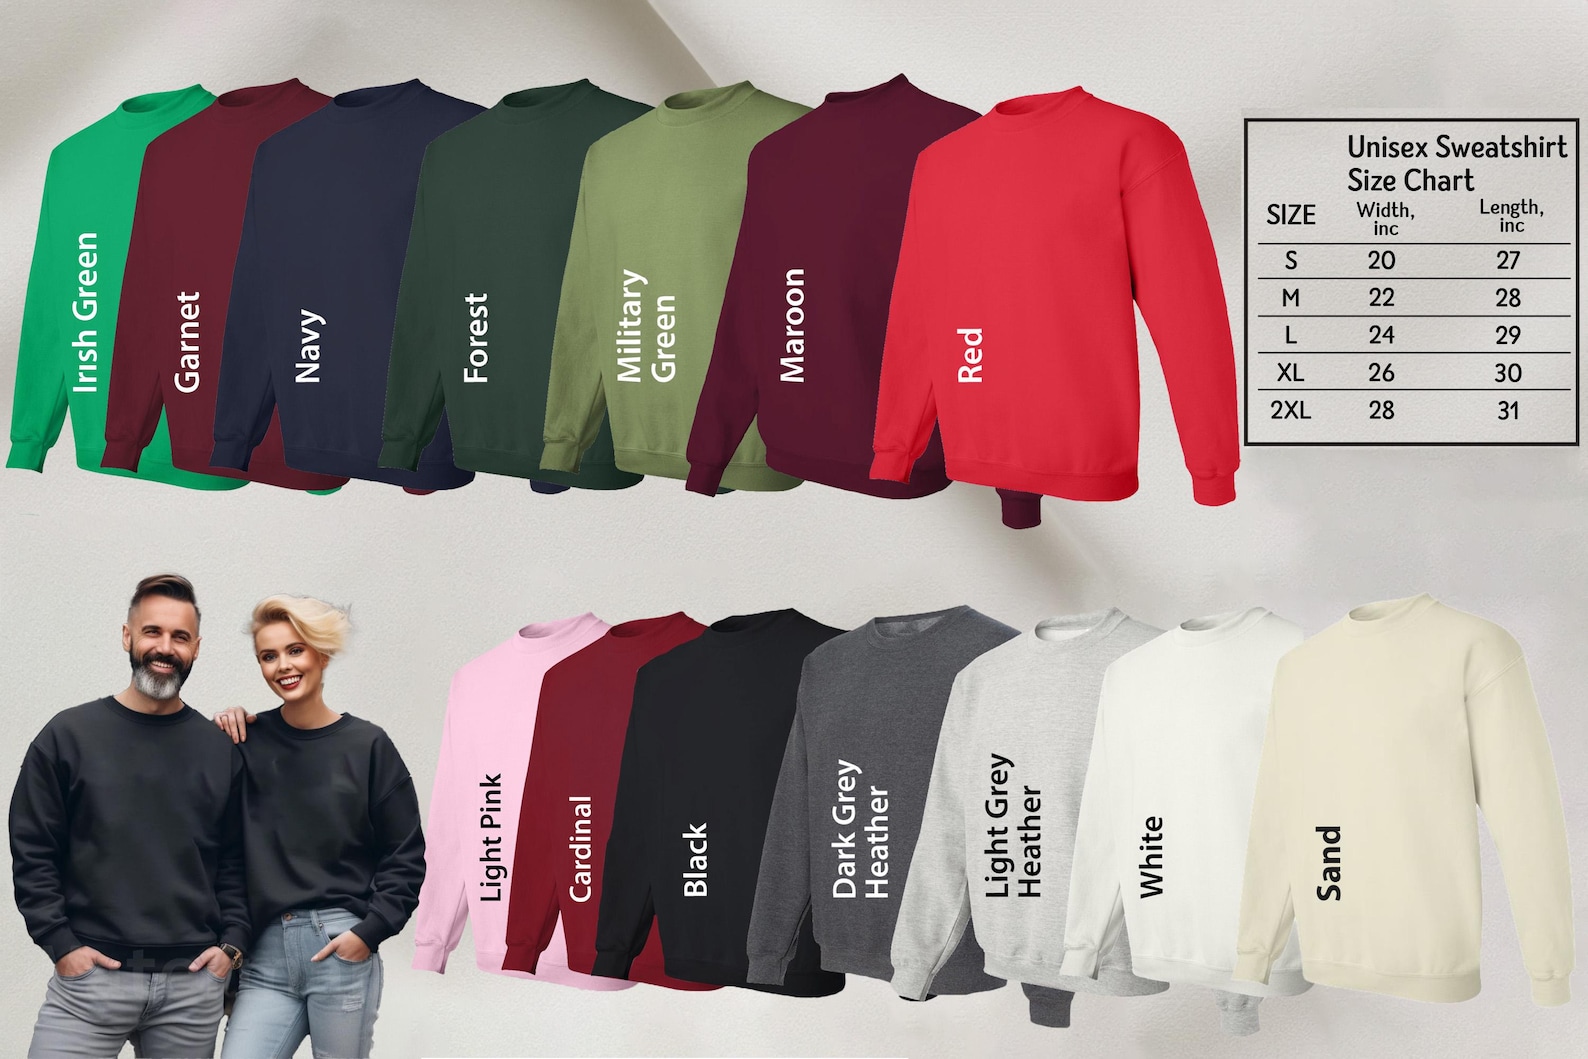 Irish Green
Garnet
Navy
Forest
Military
Green
Maroon
Red
Unisex Sweatshirt
Size Chart
SIZE Width, inc Length, inc
S 20 27
M 22 28
L 24 29
XL 26 30
2XL 28 31
Light Pink
Cardinal
Black
Dark Grey
Heather
Light Grey
Heather
White
Sand